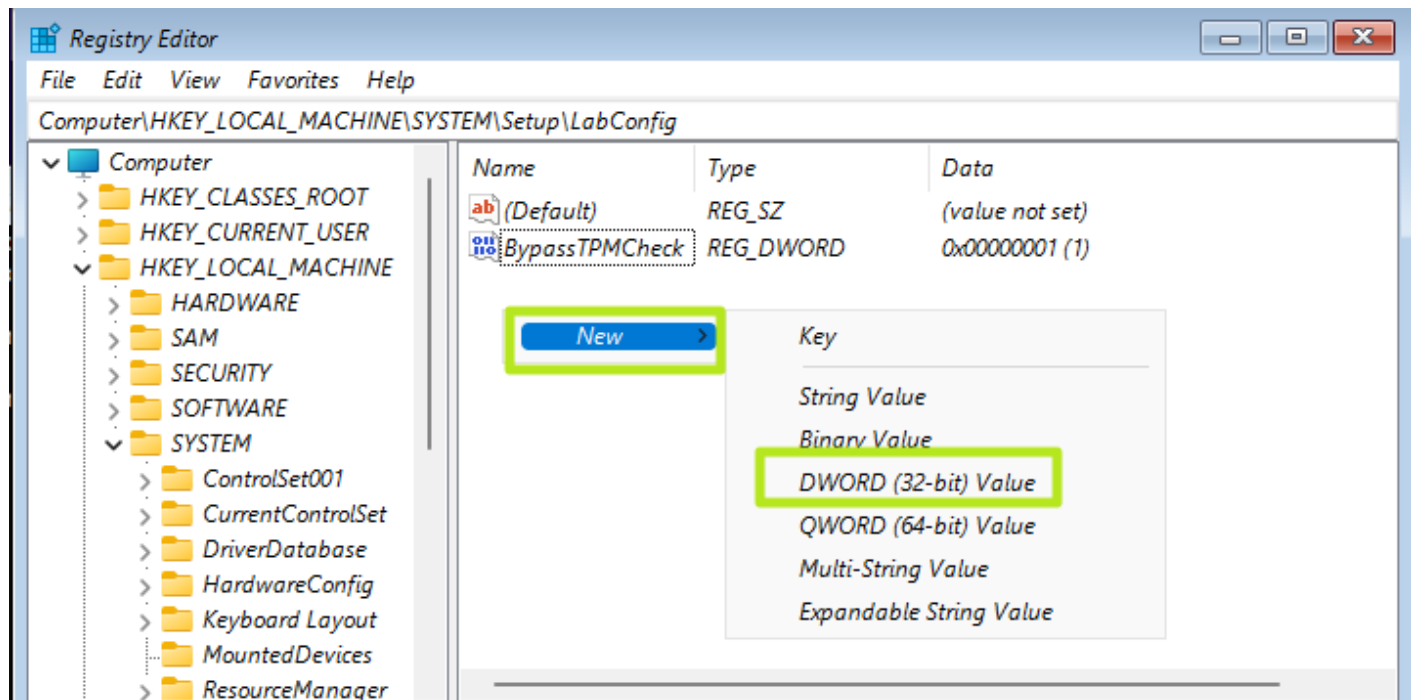 Registry Editor
File Edit View Favorites Help
Computer\HKEY_LOCAL_MACHINE\SYSTEM\Setup\LabConfig
Computer
HKEY_CLASSES_ROOT
HKEY_CURRENT_USER
HKEY_LOCAL_MACHINE
HARDWARE
SAM
SECURITY
SOFTWARE
SYSTEM
ControlSet001
CurrentControlSet
DriverDatabase
HardwareConfig
Keyboard Layout
MountedDevices
ResourceManager
Name Type Data
(Default) REG_SZ (value not set)
BypassTPMCheck REG_DWORD 0x00000001 (1)
New
Key
String Value
Binary Value
DWORD (32-bit) Value
QWORD (64-bit) Value
Multi-String Value
Expandable String Value